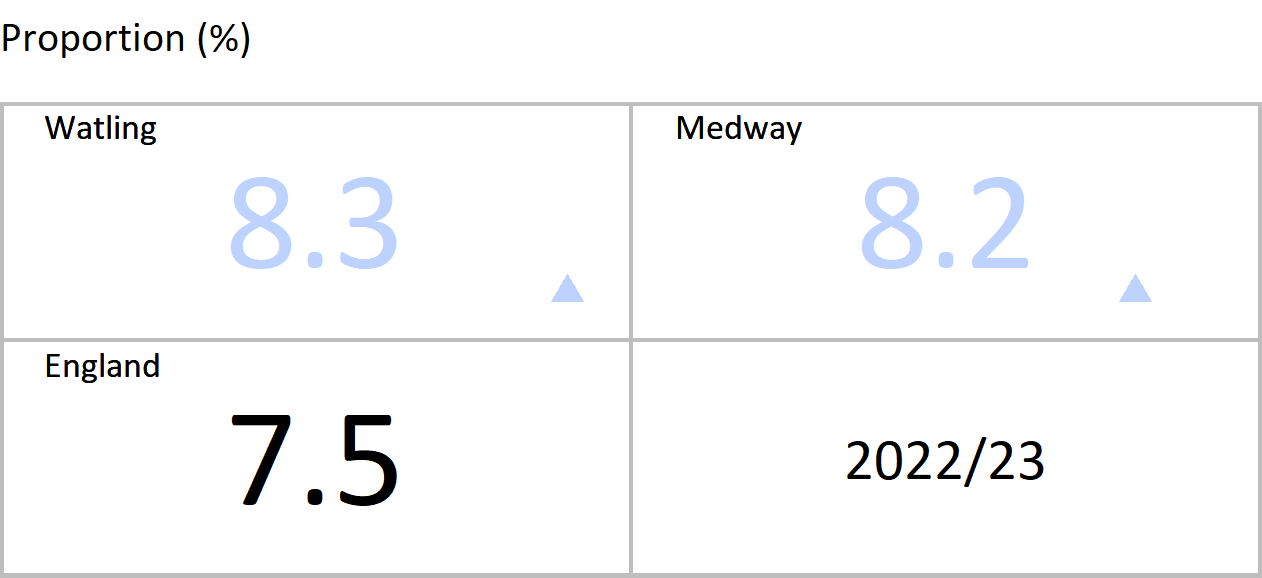 Proportion (%)
Watling
8.3
Medway
8.2
England
7.5
2022/23